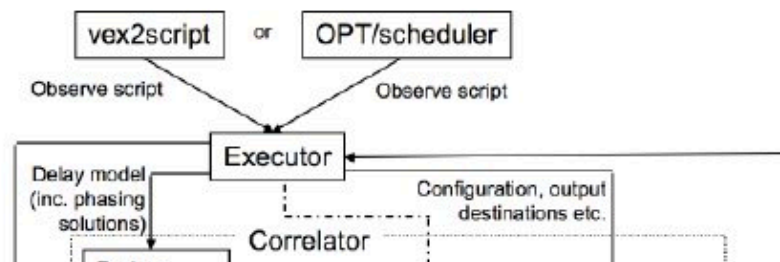 vex2script or OPT/scheduler
Observe script
Observe script
Executor
Delay model
(inc. phasing
solutions)
Configuration, output
destinations etc.
Correlator